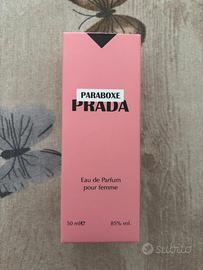 PARABOXE
PRADA
Eau de Parfum
pour femme
50 ml℮ 85% vol.
subito